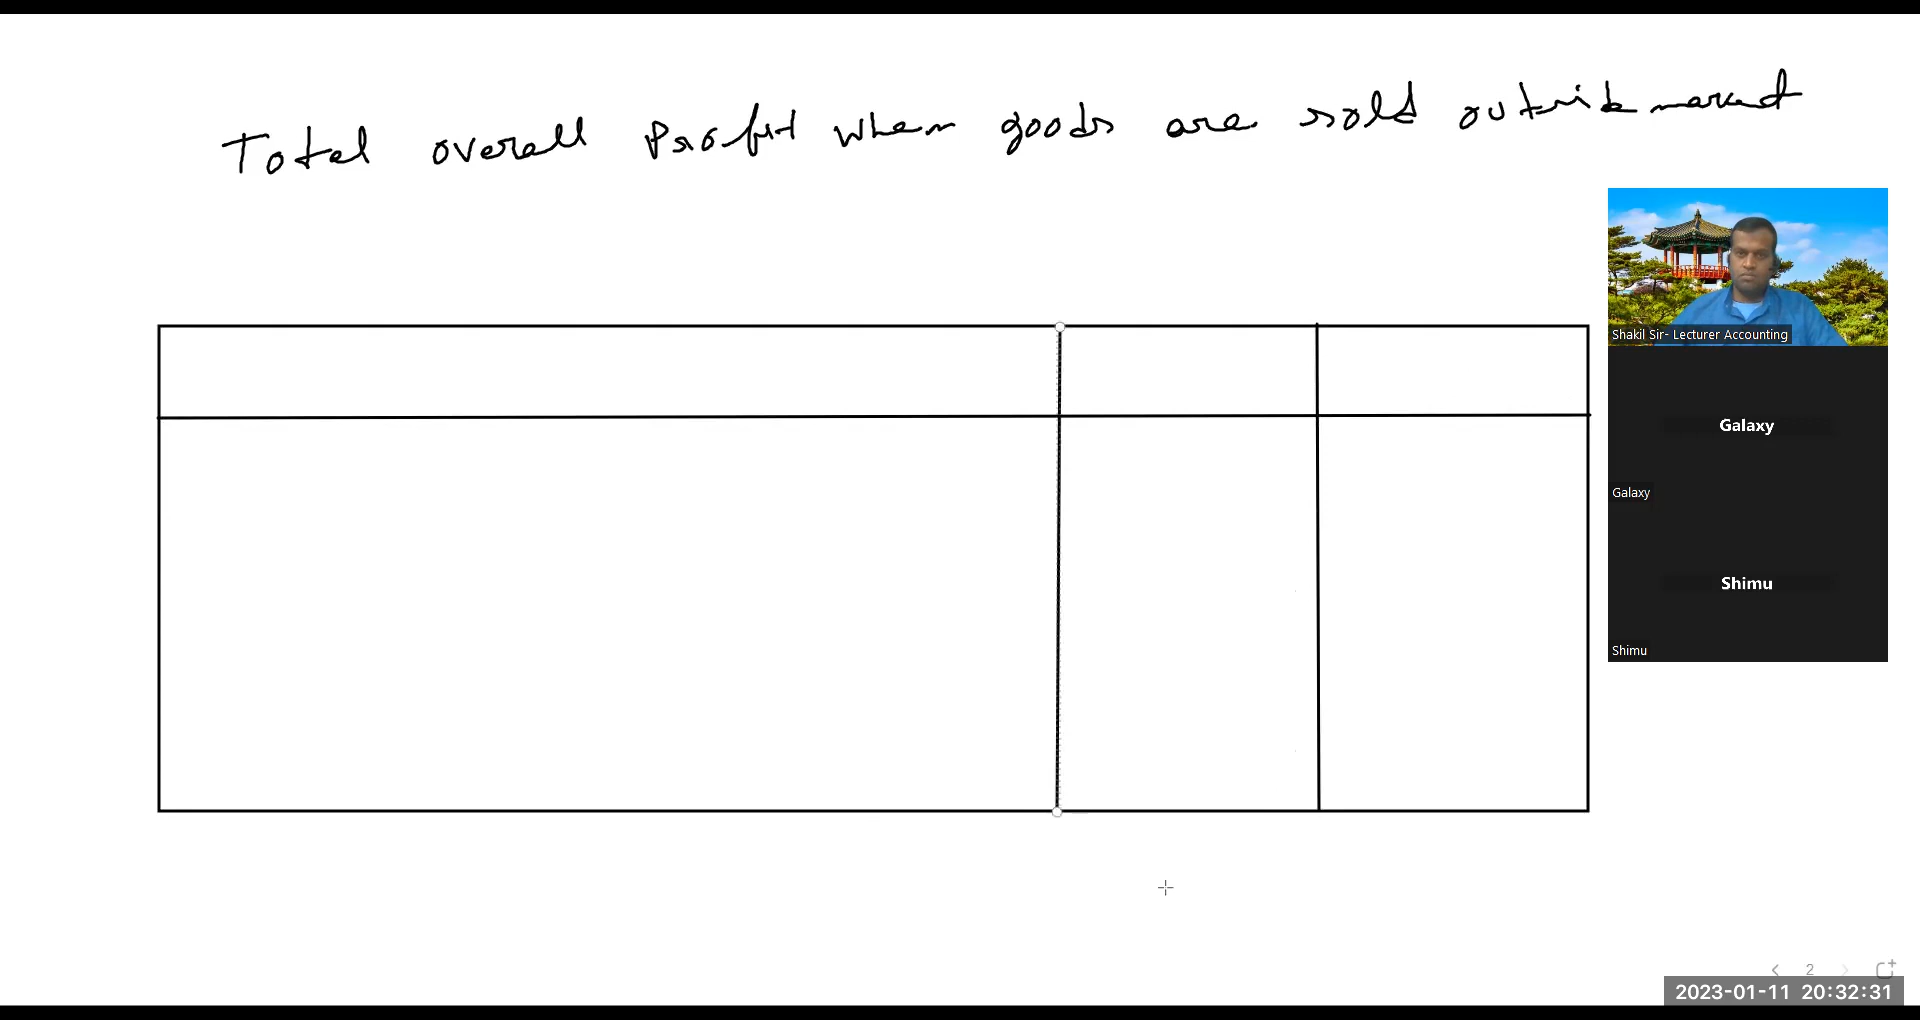 Total overall Profit when goods are sold outside market
Shakil Sir- Lecturer Accounting
Galaxy
Galaxy
Shimu
Shimu
2
2023-01-11 20:32:31